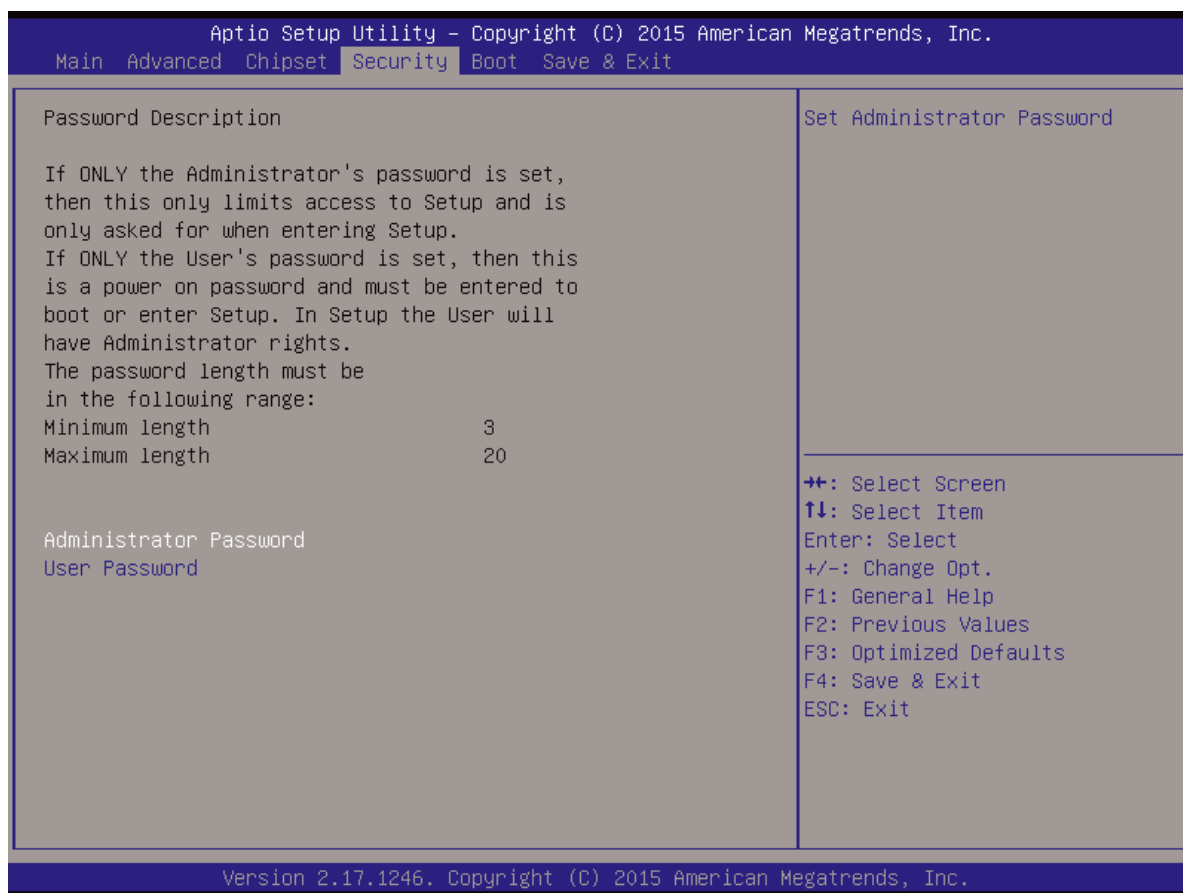 Aptio Setup Utility – Copyright (C) 2015 American Megatrends, Inc.
Main Advanced Chipset Security Boot Save & Exit
Password Description
If ONLY the Administrator's password is set,
then this only limits access to Setup and is
only asked for when entering Setup.
If ONLY the User's password is set, then this
is a power on password and must be entered to
boot or enter Setup. In Setup the User will
have Administrator rights.
The password length must be
in the following range:
Minimum length 3
Maximum length 20
Administrator Password
User Password
Set Administrator Password
→←: Select Screen
↑↓: Select Item
Enter: Select
+/-: Change Opt.
F1: General Help
F2: Previous Values
F3: Optimized Defaults
F4: Save & Exit
ESC: Exit
Version 2.17.1246. Copyright (C) 2015 American Megatrends, Inc.